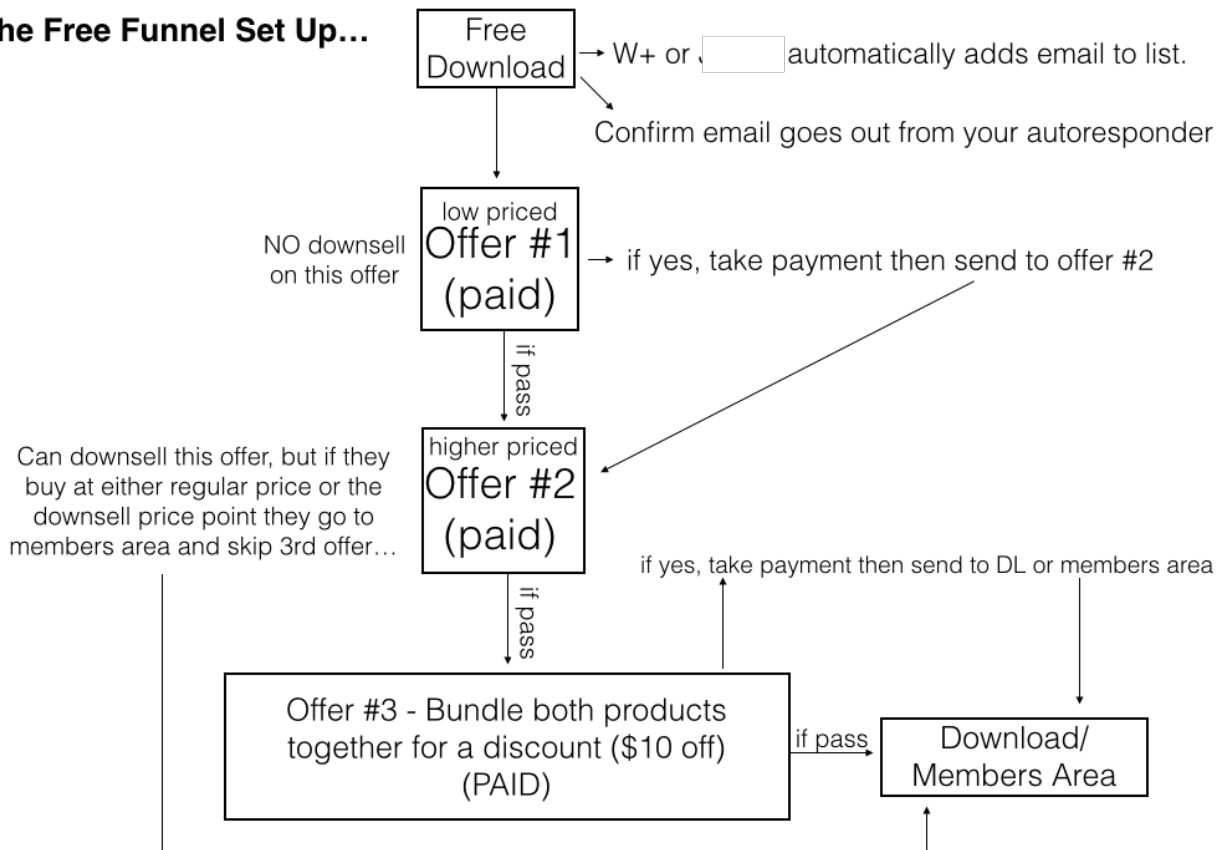 he Free Funnel Set Up...
Free
Download
W+ or automatically adds email to list.
Confirm email goes out from your autoresponder
low priced
Offer #1
(paid)
NO downsell
on this offer
if yes, take payment then send to offer #2
if pass
higher priced
Offer #2
(paid)
Can downsell this offer, but if they
buy at either regular price or the
downsell price point they go to
members area and skip 3rd offer...
if pass
if yes, take payment then send to DL or members area
Offer #3 - Bundle both products
together for a discount ($10 off)
(PAID)
if pass
Download/
Members Area